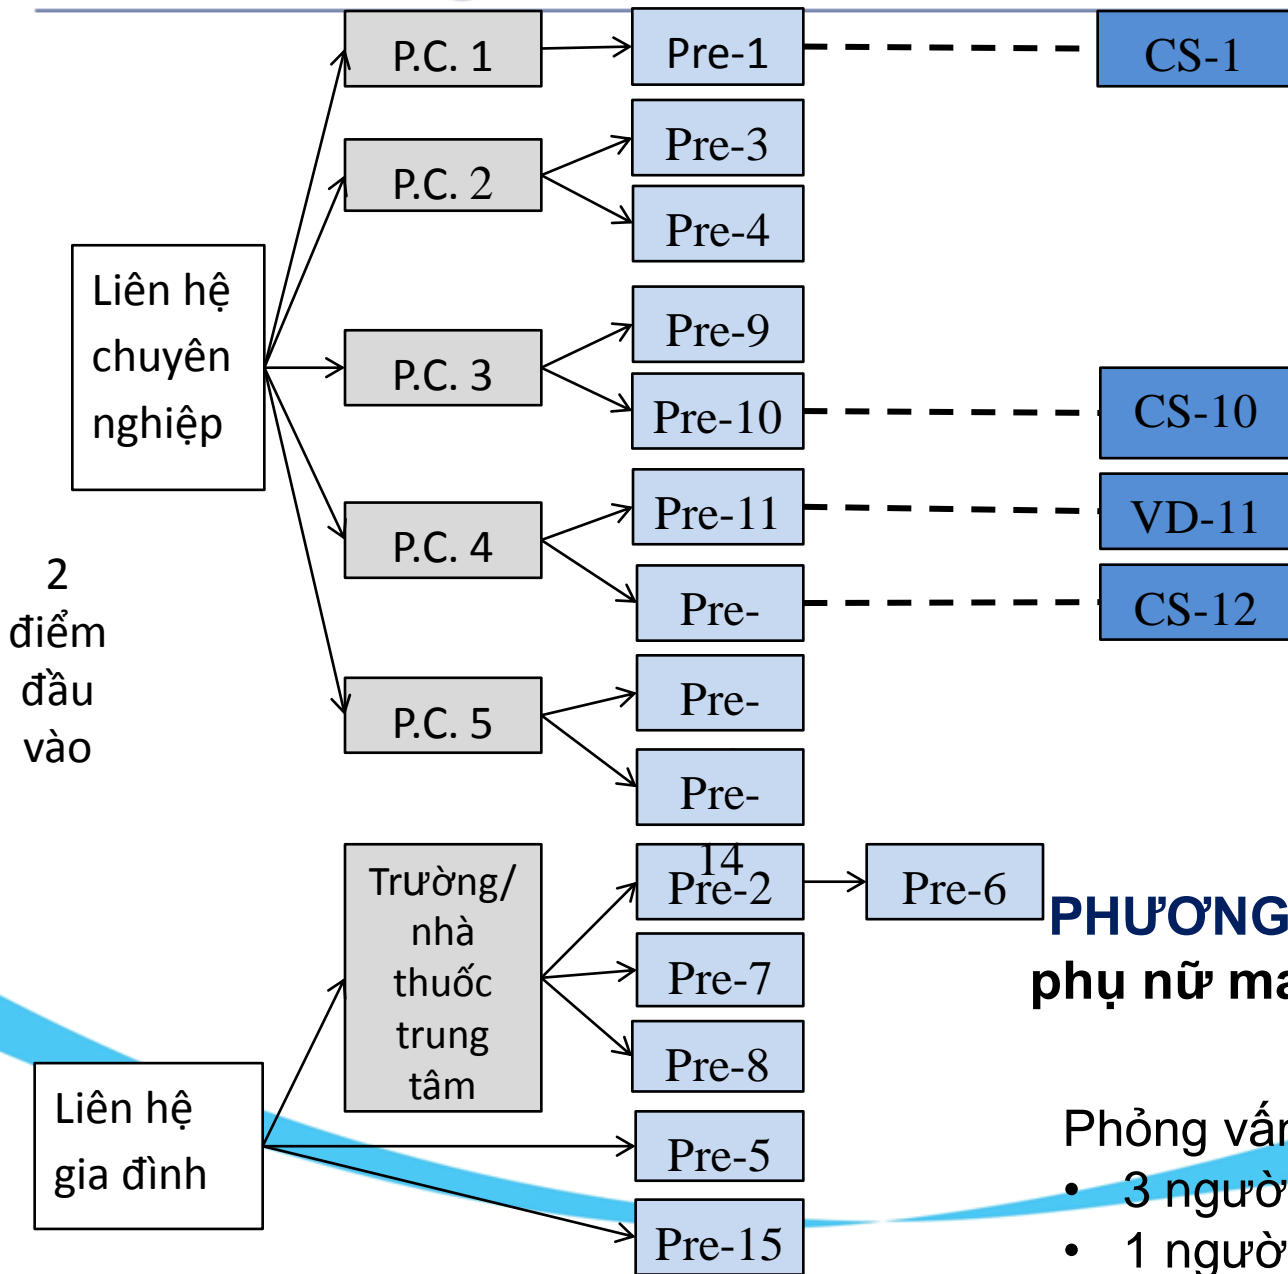 P.C. 1
Pre-1
CS-1
Pre-3
P.C. 2
Pre-4
Liên hệ
chuyên
nghiệp
Pre-9
P.C. 3
Pre-10
CS-10
Pre-11
VD-11
P.C. 4
Pre-
CS-12
2
điểm
đầu
vào
Pre-
P.C. 5
Pre-
14
Trường/
nhà
thuốc
trung
tâm
Pre-2
Pre-6
Pre-7
Pre-8
PHƯƠNG
phụ nữ ma
Liên hệ
gia đình
Pre-5
Pre-15
Phỏng vấn
• 3 ngườ
• 1 ngườ